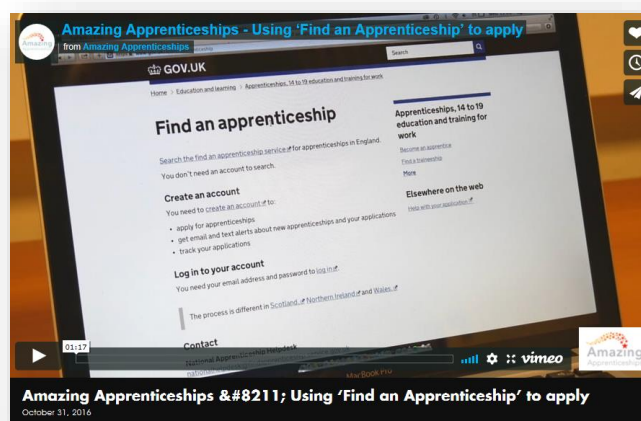 Amazing Apprenticeships - Using ‘Find an Apprenticeship’ to apply
from Amazing Apprenticeships
Amazing
GOV.UK
Search
Home > Education and learning > Apprenticeships, 14 to 19 education and training for work
Find an apprenticeship
Search the find an apprenticeship service for apprenticeships in England.
You don't need an account to search.
Create an account
You need to create an account to:
• apply for apprenticeships
• get email and text alerts about new apprenticeships and your applications
• track your applications
Log in to your account
You need your email address and password to log in.
The process is different in Scotland, Northern Ireland and Wales.
Contact
National Apprenticeship Helpdesk
Apprenticeships, 14 to 19
education and training for
work
Become an apprentice
Find a traineeship
More
Elsewhere on the web
Help with your application
01:17
vimeo
MacBook Pro
Amazing
Apprenticeships
Amazing Apprenticeships &#8211; Using ‘Find an Apprenticeship’ to apply
October 31, 2016